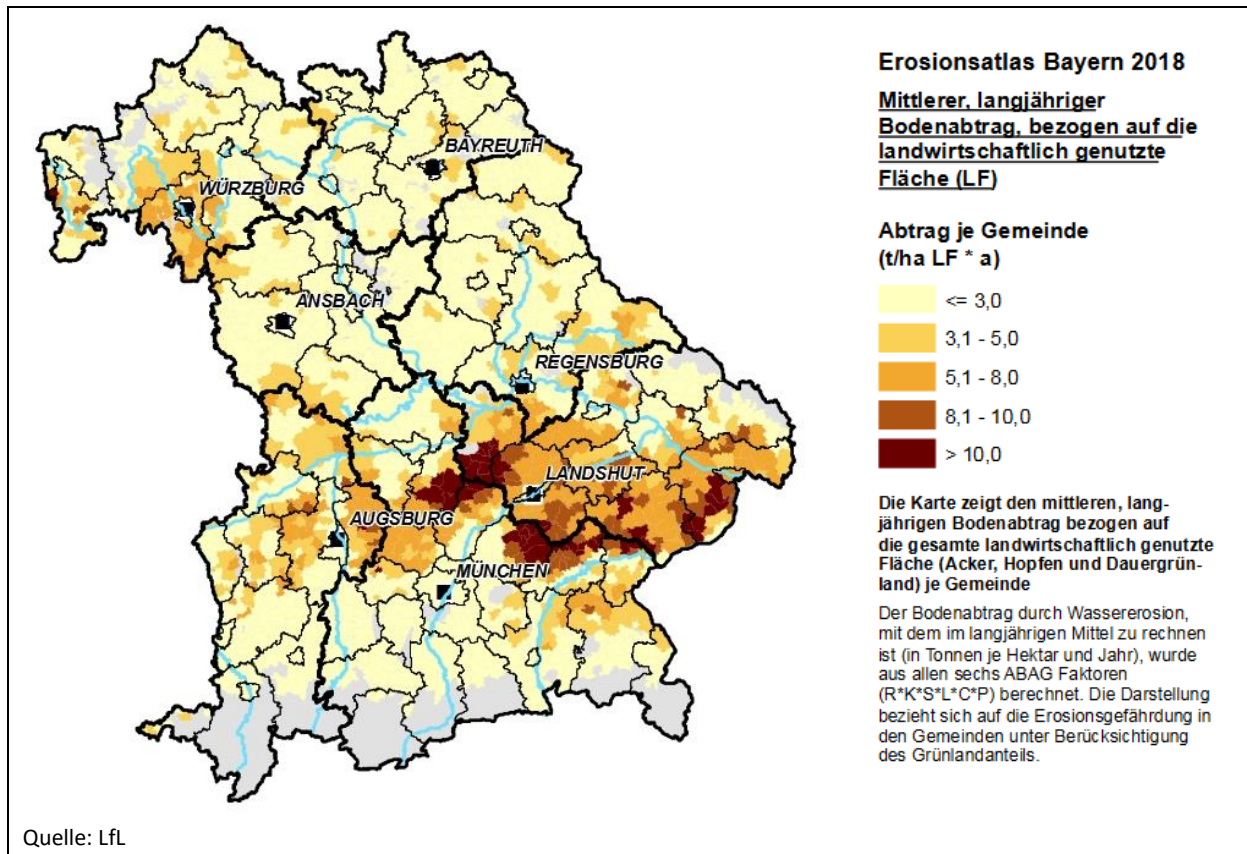 Erosionsatlas Bayern 2018
Mittlerer, langjähriger
Bodenabtrag, bezogen auf die
landwirtschaftlich genutzte
Fläche (LF)
Abtrag je Gemeinde
(t/ha LF * a)
<= 3,0
3,1 - 5,0
5,1 - 8,0
8,1 - 10,0
> 10,0
Die Karte zeigt den mittleren, lang-
jährigen Bodenabtrag bezogen auf
die gesamte landwirtschaftlich genutzte
Fläche (Acker, Hopfen und Dauergrün-
land) je Gemeinde
Der Bodenabtrag durch Wassererosion,
mit dem im langjährigen Mittel zu rechnen
ist (in Tonnen je Hektar und Jahr), wurde
aus allen sechs ABAG Faktoren
(R*K*S*L*C*P) berechnet. Die Darstellung
bezieht sich auf die Erosionsgefährdung in
den Gemeinden unter Berücksichtigung
des Grünlandanteils.
BAYREUTH
WÜRZBURG
ANSBACH
REGENSBURG
LANDSHUT
AUGSBURG
MÜNCHEN
Quelle: LfL